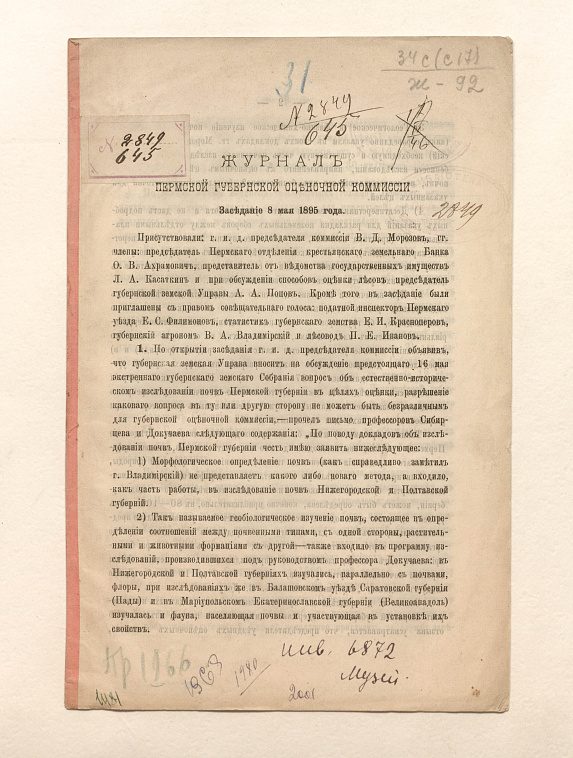 31
34 с (с 17)
Ж - 92
N 2849
645
N 2849
645
ЖУРНАЛЪ
ПЕРМСКОЙ ГУБЕРНСКОЙ ОЦѢНОЧНОЙ КОММИССІИ
2849
Засѣданіе 8 мая 1895 года.
Присутствовали: г. и. д. предсѣдателя коммиссіи В. Д. Морозовъ, гг.
члены: предсѣдатель Пермскаго отдѣленія крестьянскаго земельнаго Банка
О. В. Ахрамовичъ, представитель отъ вѣдомства государственныхъ имуществъ
Л. А. Касаткинъ и при обсужденіи способовъ оцѣнки лѣсовъ предсѣдатель
губернской земской Управы А. А. Поповъ. Кромѣ того въ засѣданіе были
приглашены съ правомъ совѣщательнаго голоса: податной инспекторъ Пермскаго
уѣзда Е. С. Филимоновъ, статистикъ губернскаго земства Е. И. Красноперовъ,
губернскій агрономъ В. А. Владимірскій и лѣсоводъ П. Е. Ивановъ.
1. По открытіи засѣданія г. и. д. предсѣдателя коммиссіи объявивъ,
что губернская земская Управа вноситъ на обсужденіе предстоящаго 16 мая
экстреннаго губернскаго земскаго Собранія вопросъ объ естественно-историче-
скомъ изслѣдованіи почвъ Пермской губерніи въ цѣляхъ оцѣнки, разрѣшеніе
каковаго вопроса въ ту или другую сторону не можетъ быть безразличнымъ
для губернской оцѣночной коммиссіи,—прочелъ письмо профессоровъ Сибир-
цева и Докучаева слѣдующаго содержанія: „По поводу докладовъ объ изслѣ-
дованіи почвъ Пермской губерніи честь имѣю заявить нижеслѣдующее:
1) Морфологическое опредѣленіе почвъ (какъ справедливо замѣтилъ
г. Владимірскій) не представляетъ какого либо новаго метода, а входило,
какъ часть работы, въ изслѣдованіе почвъ Нижегородской и Полтавской
губерній.
2) Такъ называемое геобіологическое изученіе почвъ, состоящее въ опре-
дѣленіи соотношеній между почвенными типами, съ одной стороны, раститель-
ными и животными формаціями съ другой—также входило въ программу из-
слѣдованій, производившихся подъ руководствомъ профессора Докучаева: въ
Нижегородской и Полтавской губерніяхъ изучались, параллельно съ почвами,
флоры, при изслѣдованіяхъ же въ Балашовскомъ уѣздѣ Саратовской губерніи
(Пады) и въ Маріупольскомъ Екатеринославской губерніи (Великоанадоль)
изучалась и фауна, населяющая почвы и участвующая въ установкѣ ихъ
свойствъ.
Пр 1966
1963
1980
2001
инв. 6872
Музей.